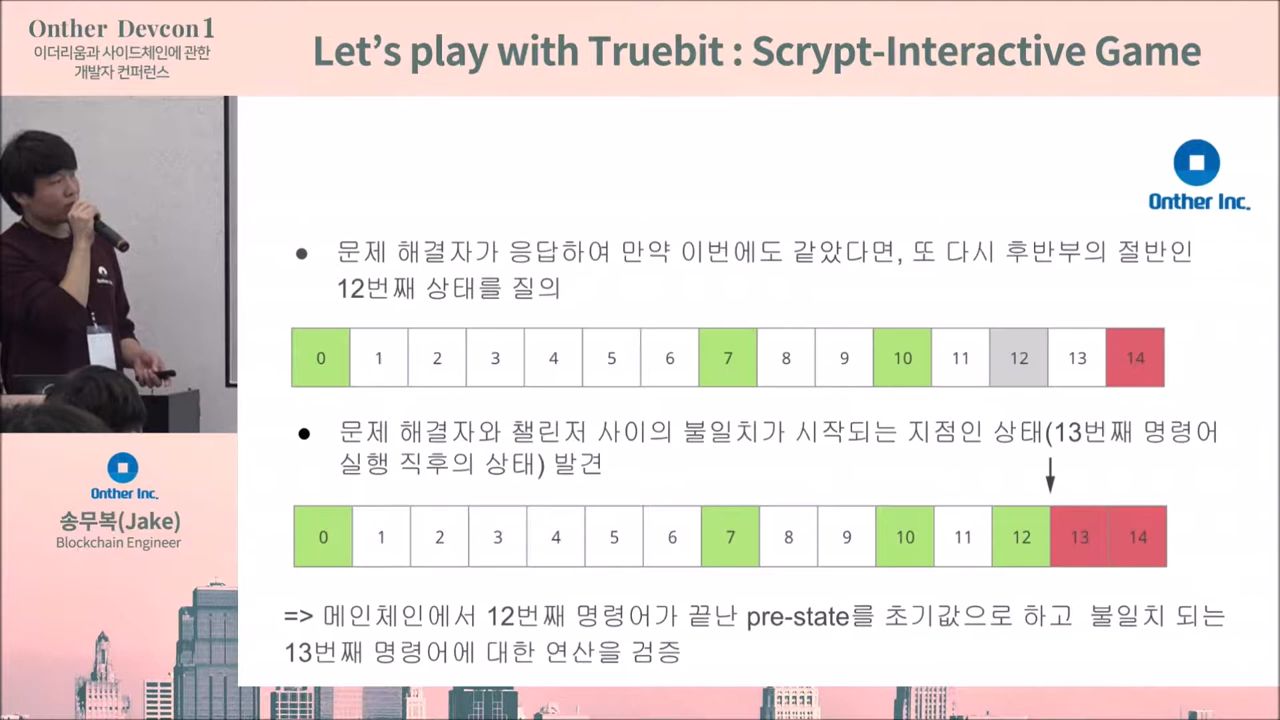 Onther Devcon1
이더리움과 사이드체인에 관한
개발자 컨퍼런스
Let's play with Truebit : Scrypt-Interactive Game
Onther Inc.
● 문제 해결자가 응답하여 만약 이번에도 같았다면, 또 다시 후반부의 절반인
12번째 상태를 질의
0 1 2 3 4 5 6 7 8 9 10 11 12 13 14
● 문제 해결자와 챌린저 사이의 불일치가 시작되는 지점인 상태(13번째 명령어
실행 직후의 상태) 발견
0 1 2 3 4 5 6 7 8 9 10 11 12 13 14
=> 메인체인에서 12번째 명령어가 끝난 pre-state를 초기값으로 하고 불일치 되는
13번째 명령어에 대한 연산을 검증
Onther Inc.
송무복(Jake)
Blockchain Engineer